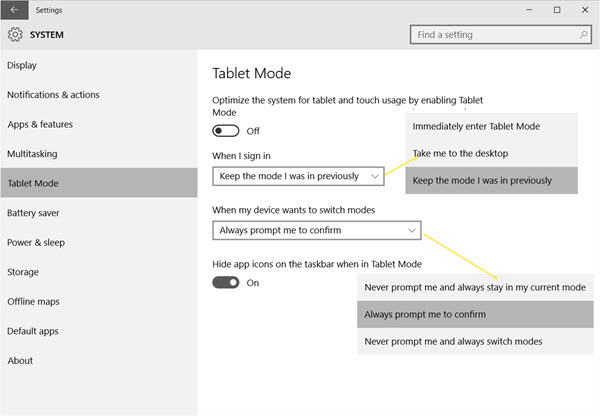 Settings
SYSTEM
Find a setting
Display
Notifications & actions
Apps & features
Multitasking
Tablet Mode
Battery saver
Power & sleep
Storage
Offline maps
Default apps
About
Tablet Mode
Optimize the system for tablet and touch usage by enabling Tablet
Mode
Off
When I sign in
Keep the mode I was in previously
Immediately enter Tablet Mode
Take me to the desktop
Keep the mode I was in previously
When my device wants to switch modes
Always prompt me to confirm
Hide app icons on the taskbar when in Tablet Mode
On
Never prompt me and always stay in my current mode
Always prompt me to confirm
Never prompt me and always switch modes